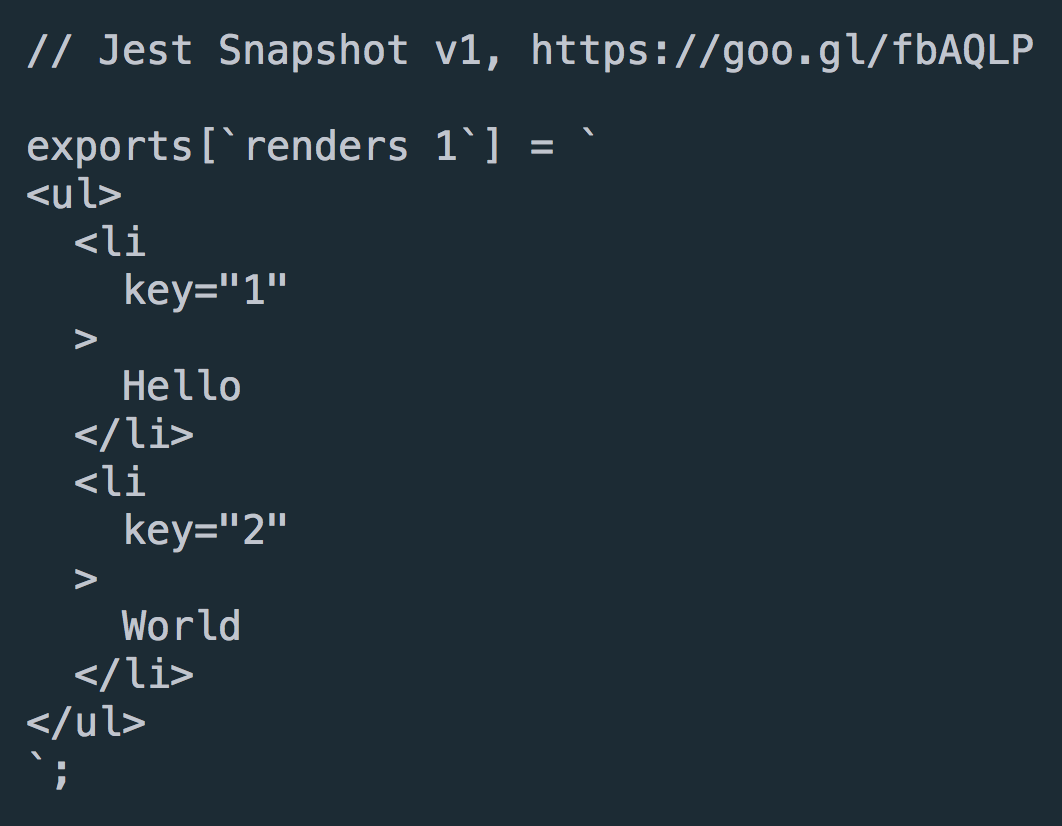 // Jest Snapshot v1, https://goo.gl/fbAQLP

exports[`renders 1`] = `
<ul>
  <li
    key="1"
  >
    Hello
  </li>
  <li
    key="2"
  >
    World
  </li>
</ul>
`;